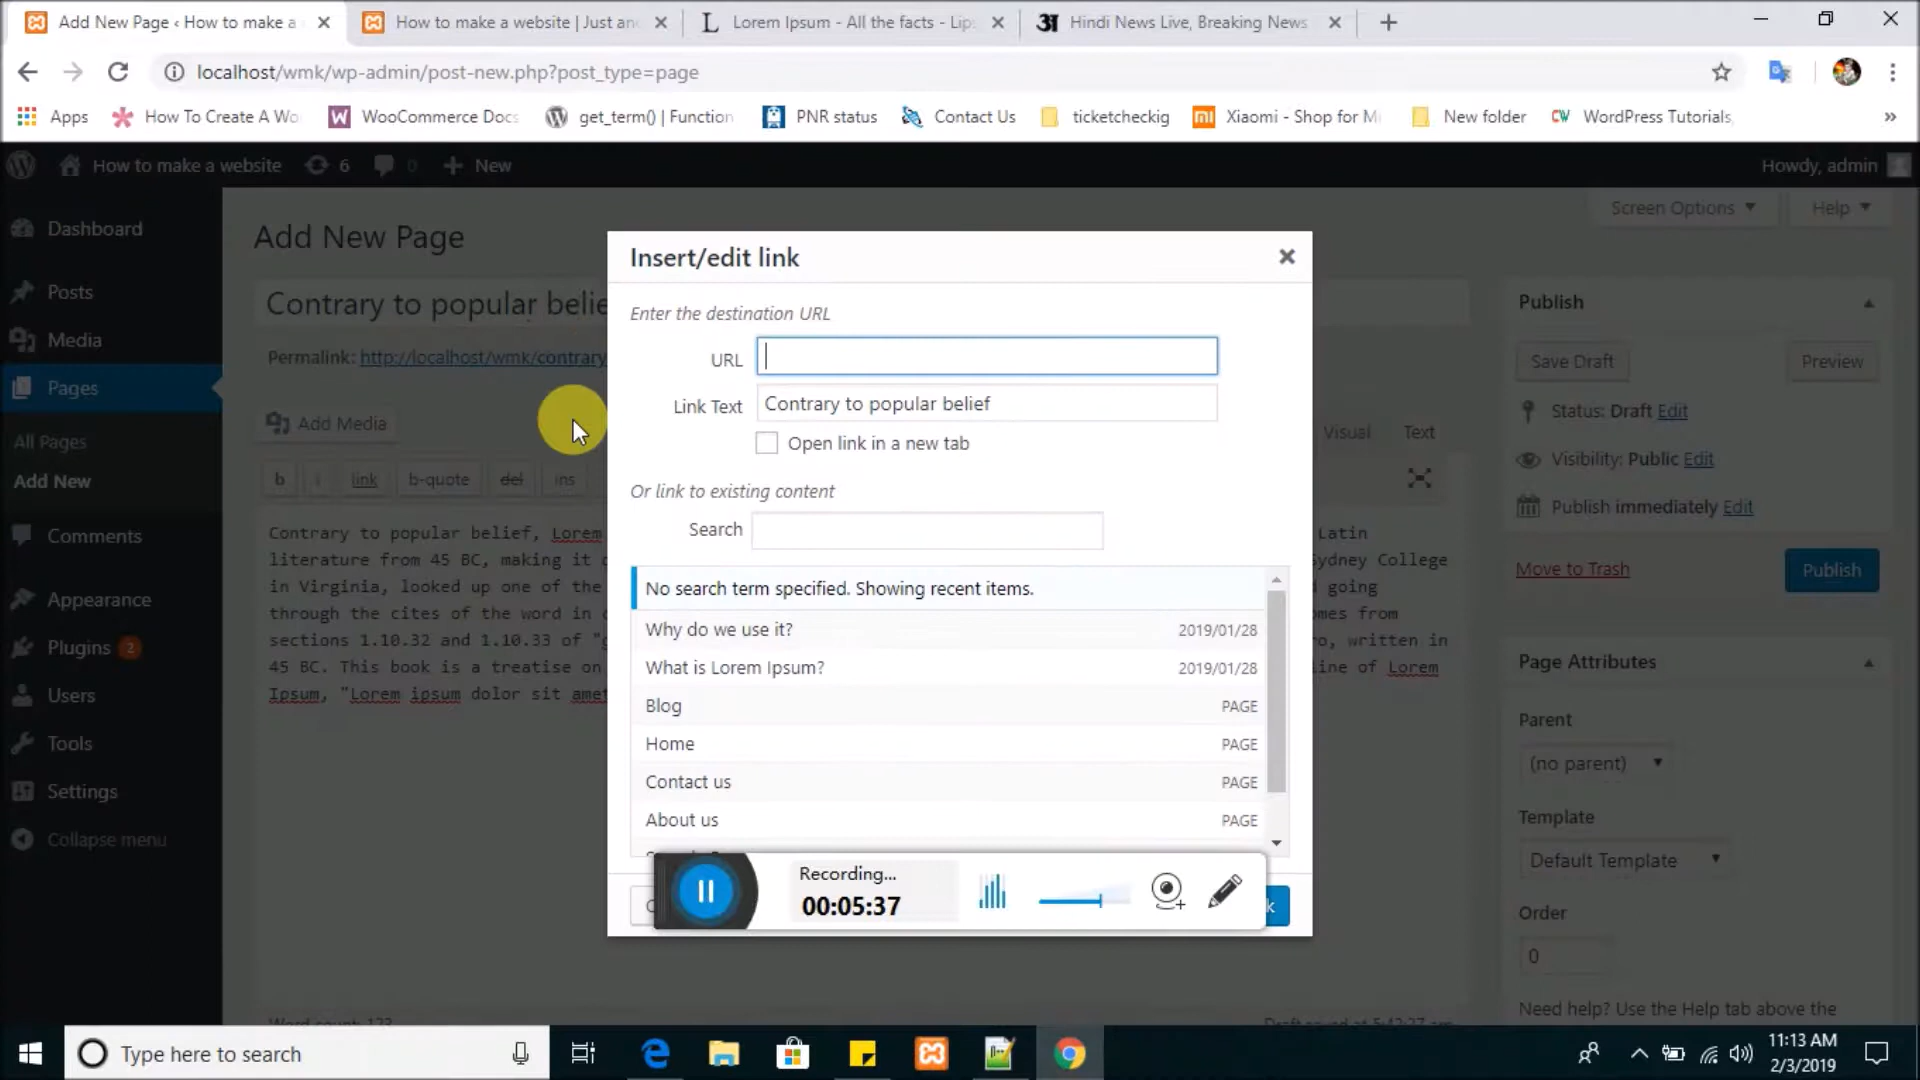 Add New Page ‹ How to make a
How to make a website | Just an
Lorem Ipsum - All the facts - Lip
Hindi News Live, Breaking News
localhost/wmk/wp-admin/post-new.php?post_type=page
Apps
How To Create A Wo
WooCommerce Docs
get_term() | Function
PNR status
Contact Us
ticketcheckig
Xiaomi - Shop for M
New folder
WordPress Tutorials,
»
How to make a website
6
0
New
Howdy, admin
Dashboard
Posts
Media
Pages
All Pages
Add New
Comments
Appearance
Plugins 2
Users
Tools
Settings
Collapse menu
Screen Options
Help
Add New Page
Contrary to popular belie
Permalink: http://localhost/wmk/contrary
Add Media
Visual
Text
b
i
link
b-quote
del
ins
Contrary to popular belief, Lorem
Latin
literature from 45 BC, making it
Sydney College
in Virginia, looked up one of the
going
through the cites of the word in
omes from
sections 1.10.32 and 1.10.33 of "
ro, written in
45 BC. This book is a treatise on
ine of Lorem
Ipsum, "Lorem ipsum dolor sit amet
Insert/edit link
Enter the destination URL
URL
Link Text
Contrary to popular belief
Open link in a new tab
Or link to existing content
Search
No search term specified. Showing recent items.
Why do we use it?
2019/01/28
What is Lorem Ipsum?
2019/01/28
Blog
PAGE
Home
PAGE
Contact us
PAGE
About us
PAGE
Recording...
00:05:37
k
Publish
Save Draft
Preview
Status: Draft Edit
Visibility: Public Edit
Publish immediately Edit
Move to Trash
Publish
Page Attributes
Parent
(no parent)
Template
Default Template
Order
0
Need help? Use the Help tab above the
Type here to search
11:13 AM
2/3/2019